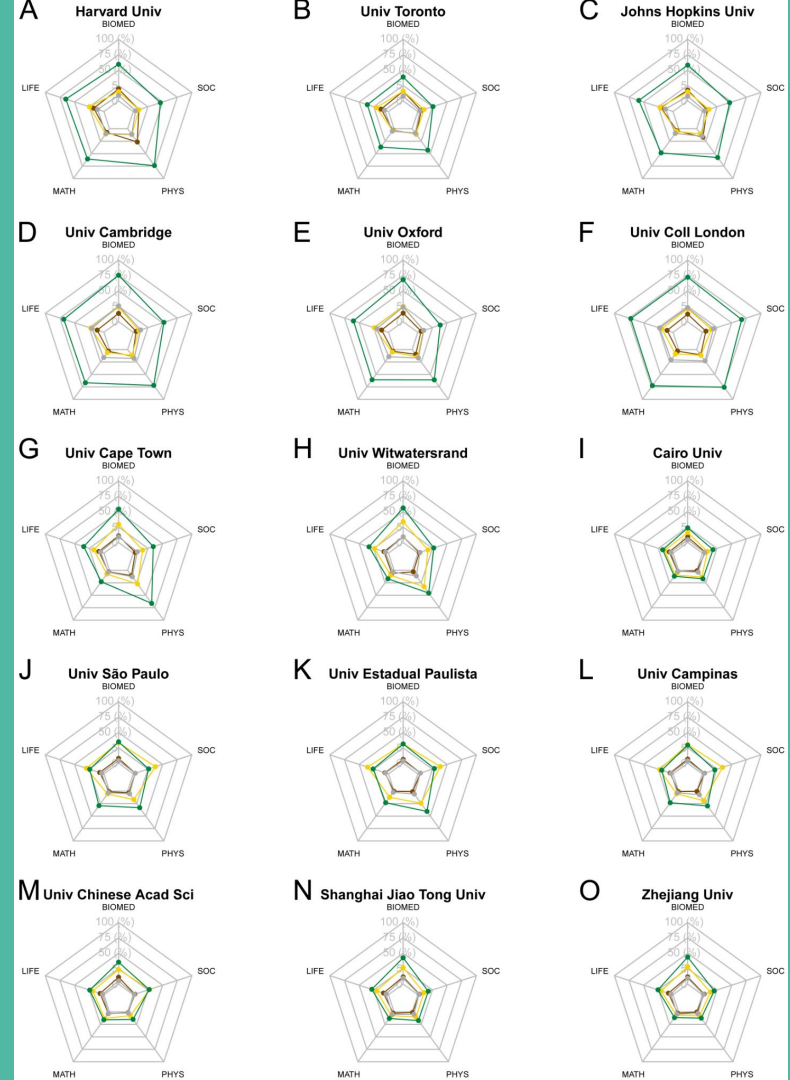 A Harvard Univ
BIOMED
100 (%)
75 (%)
50 (%)
LIFE
SOC
MATH
PHYS
B Univ Toronto
BIOMED
100 (%)
75 (%)
50 (%)
LIFE
SOC
MATH
PHYS
C Johns Hopkins Univ
BIOMED
100 (%)
75 (%)
50 (%)
LIFE
SOC
MATH
PHYS
D Univ Cambridge
BIOMED
100 (%)
75 (%)
50 (%)
LIFE
SOC
MATH
PHYS
E Univ Oxford
BIOMED
100 (%)
75 (%)
50 (%)
LIFE
SOC
MATH
PHYS
F Univ Coll London
BIOMED
100 (%)
75 (%)
50 (%)
LIFE
SOC
MATH
PHYS
G Univ Cape Town
BIOMED
100 (%)
75 (%)
50 (%)
LIFE
SOC
MATH
PHYS
H Univ Witwatersrand
BIOMED
100 (%)
75 (%)
50 (%)
LIFE
SOC
MATH
PHYS
I Cairo Univ
BIOMED
100 (%)
75 (%)
50 (%)
LIFE
SOC
MATH
PHYS
J Univ São Paulo
BIOMED
100 (%)
75 (%)
50 (%)
LIFE
SOC
MATH
PHYS
K Univ Estadual Paulista
BIOMED
100 (%)
75 (%)
50 (%)
LIFE
SOC
MATH
PHYS
L Univ Campinas
BIOMED
100 (%)
75 (%)
50 (%)
LIFE
SOC
MATH
PHYS
M Univ Chinese Acad Sci
BIOMED
100 (%)
75 (%)
50 (%)
LIFE
SOC
MATH
PHYS
N Shanghai Jiao Tong Univ
BIOMED
100 (%)
75 (%)
50 (%)
LIFE
SOC
MATH
PHYS
O Zhejiang Univ
BIOMED
100 (%)
75 (%)
50 (%)
LIFE
SOC
MATH
PHYS